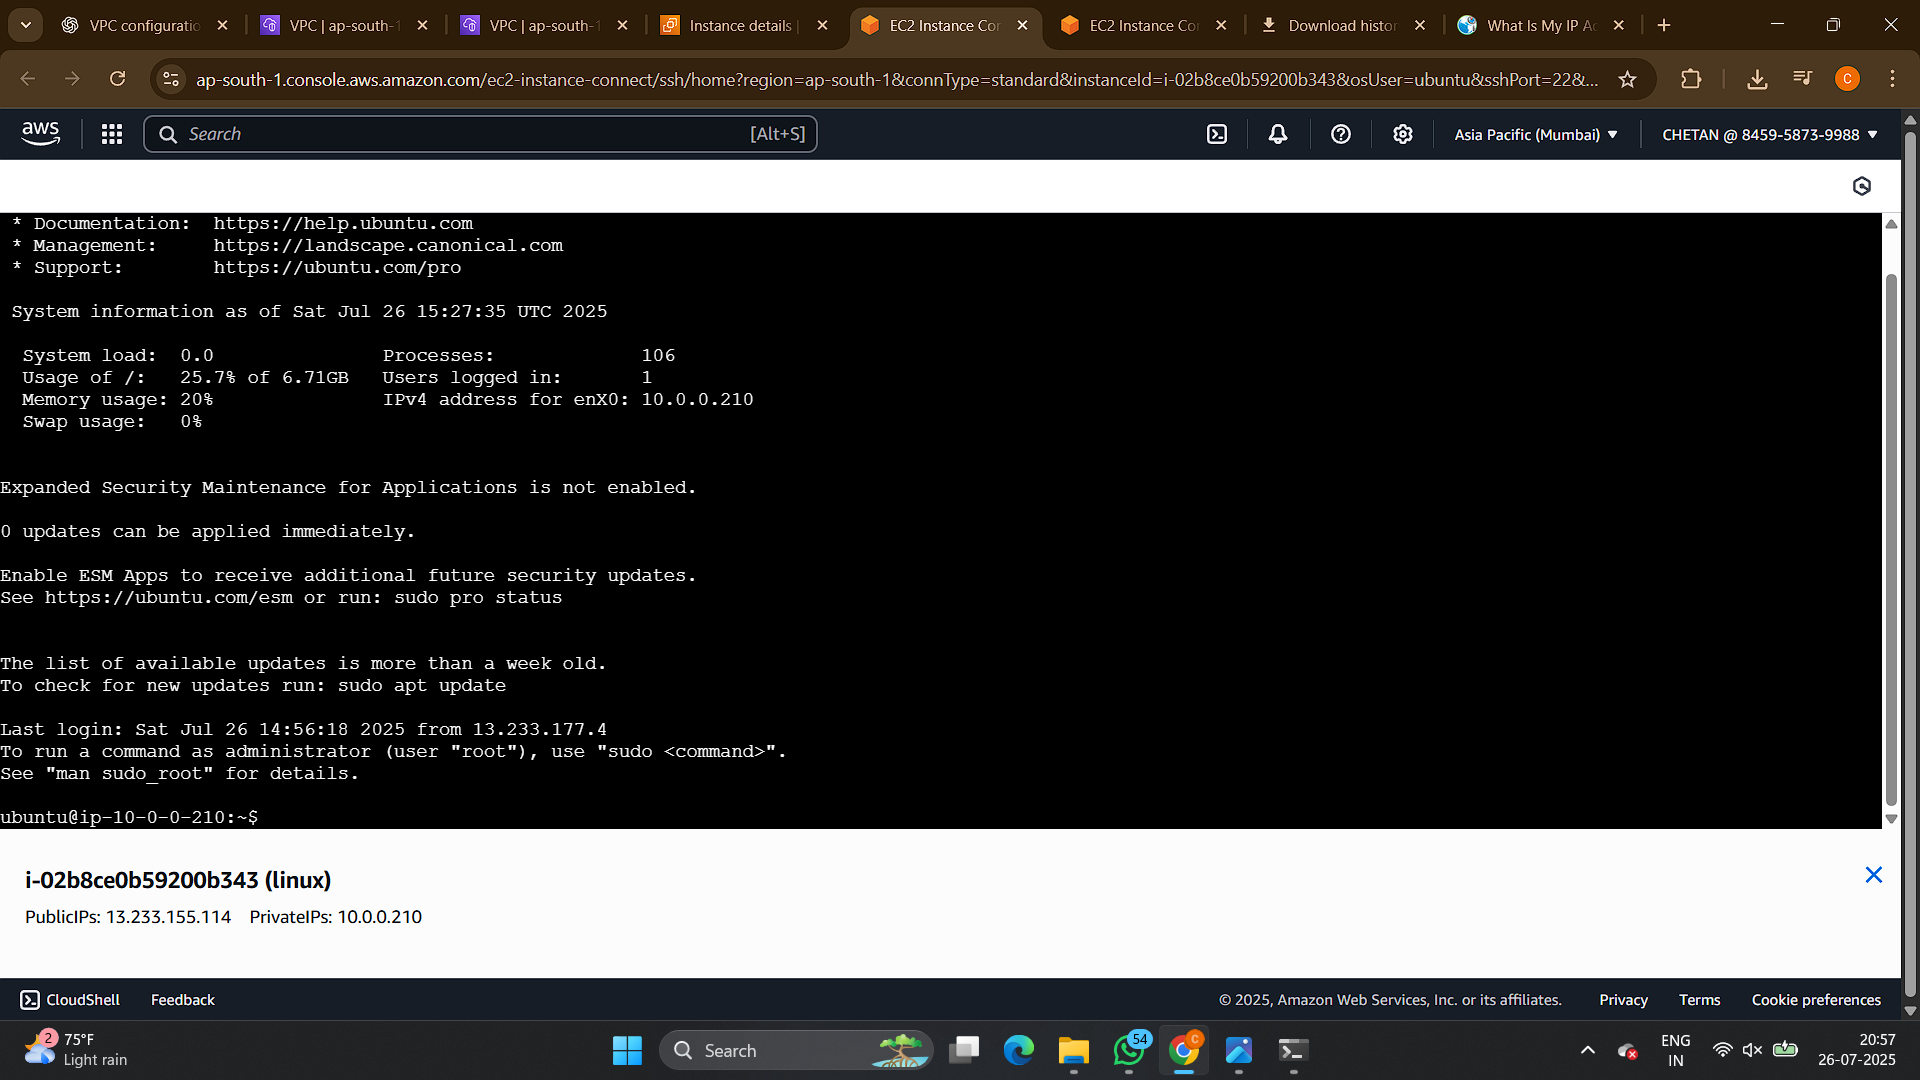 VPC configuratio
VPC | ap-south-1
VPC | ap-south-1
Instance details |
EC2 Instance Con
EC2 Instance Con
Download histor
What Is My IP Ad
ap-south-1.console.aws.amazon.com/ec2-instance-connect/ssh/home?region=ap-south-1&connType=standard&instanceId=i-02b8ce0b59200b343&osUser=ubuntu&sshPort=22&...
C
aws
Search
[Alt+S]
Asia Pacific (Mumbai)
CHETAN @ 8459-5873-9988
* Documentation:  https://help.ubuntu.com
* Management:     https://landscape.canonical.com
* Support:        https://ubuntu.com/pro
System information as of Sat Jul 26 15:27:35 UTC 2025
System load:  0.0               Processes:             106
Usage of /:   25.7% of 6.71GB   Users logged in:       1
Memory usage: 20%               IPv4 address for enX0: 10.0.0.210
Swap usage:   0%
Expanded Security Maintenance for Applications is not enabled.
0 updates can be applied immediately.
Enable ESM Apps to receive additional future security updates.
See https://ubuntu.com/esm or run: sudo pro status
The list of available updates is more than a week old.
To check for new updates run: sudo apt update
Last login: Sat Jul 26 14:56:18 2025 from 13.233.177.4
To run a command as administrator (user "root"), use "sudo <command>".
See "man sudo_root" for details.
ubuntu@ip-10-0-0-210:~$
i-02b8ce0b59200b343 (linux)
PublicIPs: 13.233.155.114   PrivateIPs: 10.0.0.210
CloudShell
Feedback
© 2025, Amazon Web Services, Inc. or its affiliates.
Privacy
Terms
Cookie preferences
2
75°F
Light rain
Search
54
C
ENG
IN
20:57
26-07-2025